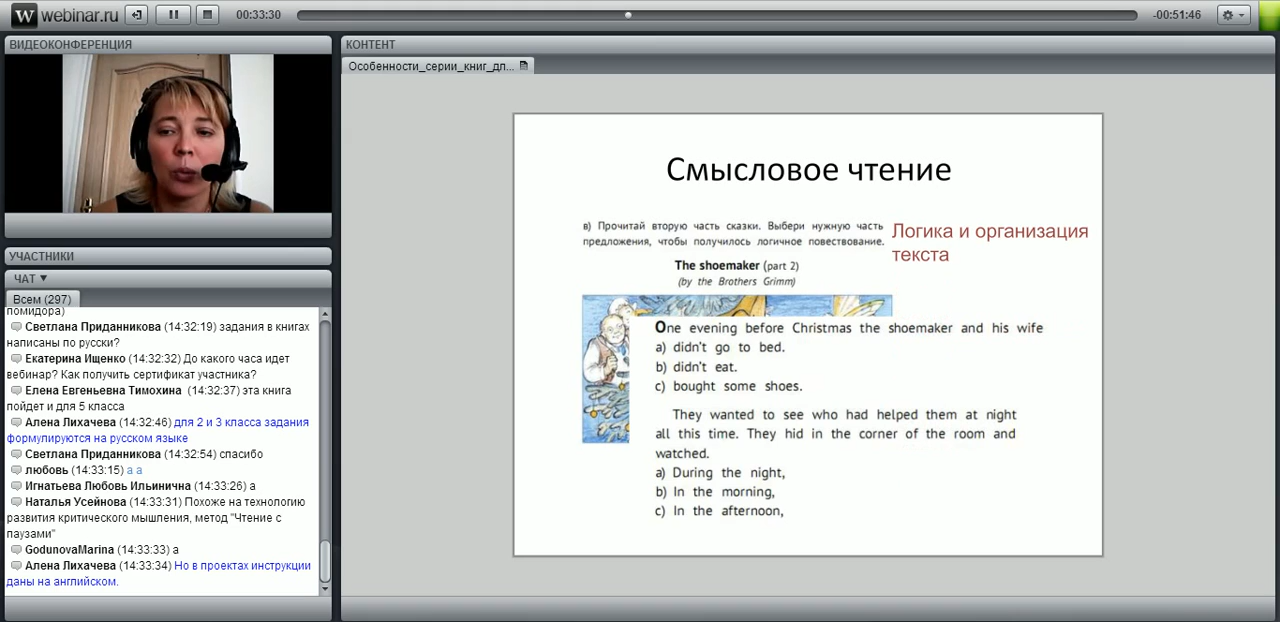 W webinar.ru
00:33:30
-00:51:46
ВИДЕОКОНФЕРЕНЦИЯ
УЧАСТНИКИ
ЧАТ ▼
Всем (297)
помидора)
Светлана Приданникова (14:32:19) задания в книгах
написаны по русски?
Екатерина Ищенко (14:32:32) До какого часа идет
вебинар? Как получить сертификат участника?
Елена Евгеньевна Тимохина (14:32:37) эта книга
пойдет и для 5 класса
Алена Лихачева (14:32:46) для 2 и 3 класса задания
формулируются на русском языке
Светлана Приданникова (14:32:54) спасибо
любовь (14:33:15) а а
Игнатьева Любовь Ильинична (14:33:26) а
Наталья Усейнова (14:33:31) Похоже на технологию
развития критического мышления, метод "Чтение с
паузами"
GodunovaMarina (14:33:33) а
Алена Лихачева (14:33:34) Но в проектах инструкции
даны на английском.
КОНТЕНТ
Особенности_серии_книг_дл...
Смысловое чтение
в) Прочитай вторую часть сказки. Выбери нужную часть
предложения, чтобы получилось логичное повествование.
Логика и организация
текста
The shoemaker (part 2)
(by the Brothers Grimm)
One evening before Christmas the shoemaker and his wife
a) didn't go to bed.
b) didn't eat.
c) bought some shoes.
They wanted to see who had helped them at night
all this time. They hid in the corner of the room and
watched.
a) During the night,
b) In the morning,
c) In the afternoon,